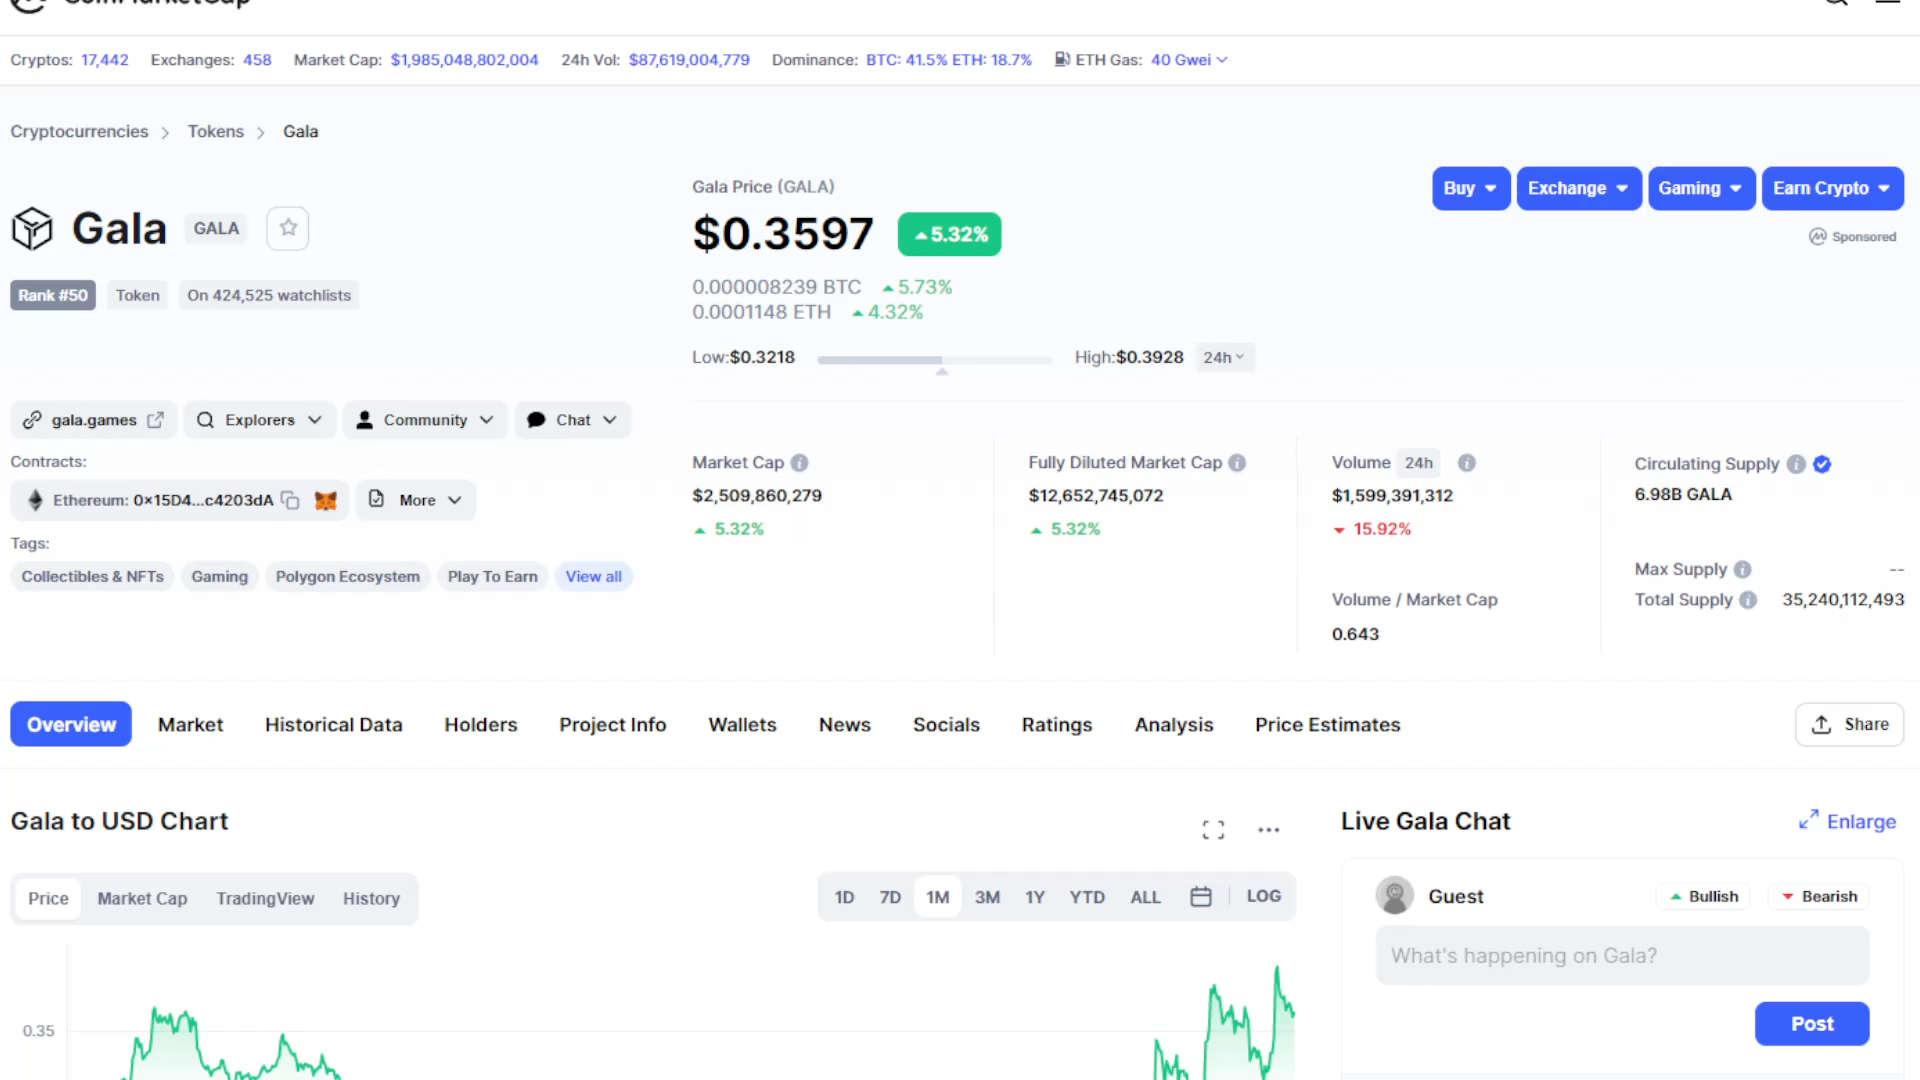 CoinMarketCap
Cryptos: 17,442 Exchanges: 458 Market Cap: $1,985,048,802,004 24h Vol: $87,619,004,779 Dominance: BTC: 41.5% ETH: 18.7% ETH Gas: 40 Gwei
Cryptocurrencies Tokens Gala
Gala GALA
Rank #50 Token On 424,525 watchlists
Gala Price (GALA)
$0.3597 5.32%
0.000008239 BTC 5.73%
0.0001148 ETH 4.32%
Low:$0.3218 High:$0.3928 24h
Buy Exchange Gaming Earn Crypto
Sponsored
gala.games Explorers Community Chat
Contracts:
Ethereum: 0×15D4...c4203dA More
Tags:
Collectibles & NFTs Gaming Polygon Ecosystem Play To Earn View all
Market Cap
$2,509,860,279
5.32%
Fully Diluted Market Cap
$12,652,745,072
5.32%
Volume 24h
$1,599,391,312
15.92%
Volume / Market Cap
0.643
Circulating Supply
6.98B GALA
Max Supply --
Total Supply 35,240,112,493
Overview Market Historical Data Holders Project Info Wallets News Socials Ratings Analysis Price Estimates Share
Gala to USD Chart
Price Market Cap TradingView History
1D 7D 1M 3M 1Y YTD ALL LOG
0.35
Live Gala Chat Enlarge
Guest Bullish Bearish
What's happening on Gala?
Post